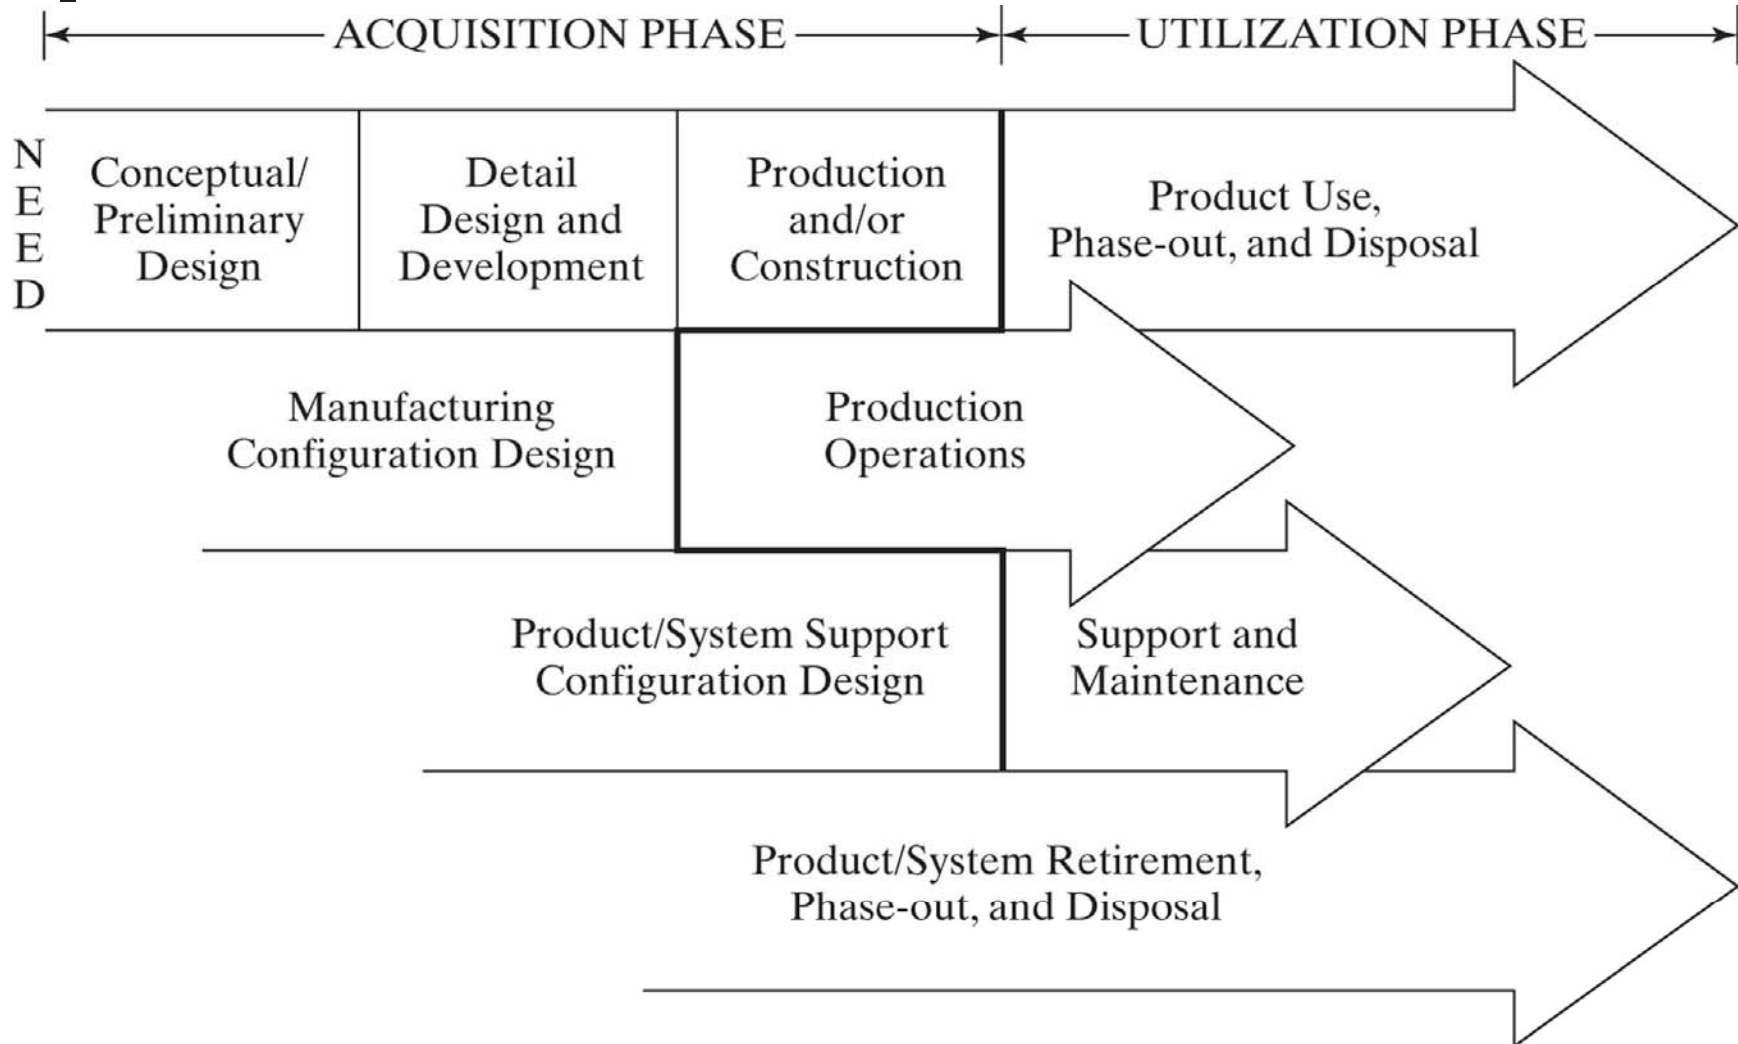 ACQUISITION PHASE
UTILIZATION PHASE
NEED
Conceptual/
Preliminary
Design
Detail
Design and
Development
Production
and/or
Construction
Product Use,
Phase-out, and Disposal
Manufacturing
Configuration Design
Production
Operations
Product/System Support
Configuration Design
Support and
Maintenance
Product/System Retirement,
Phase-out, and Disposal